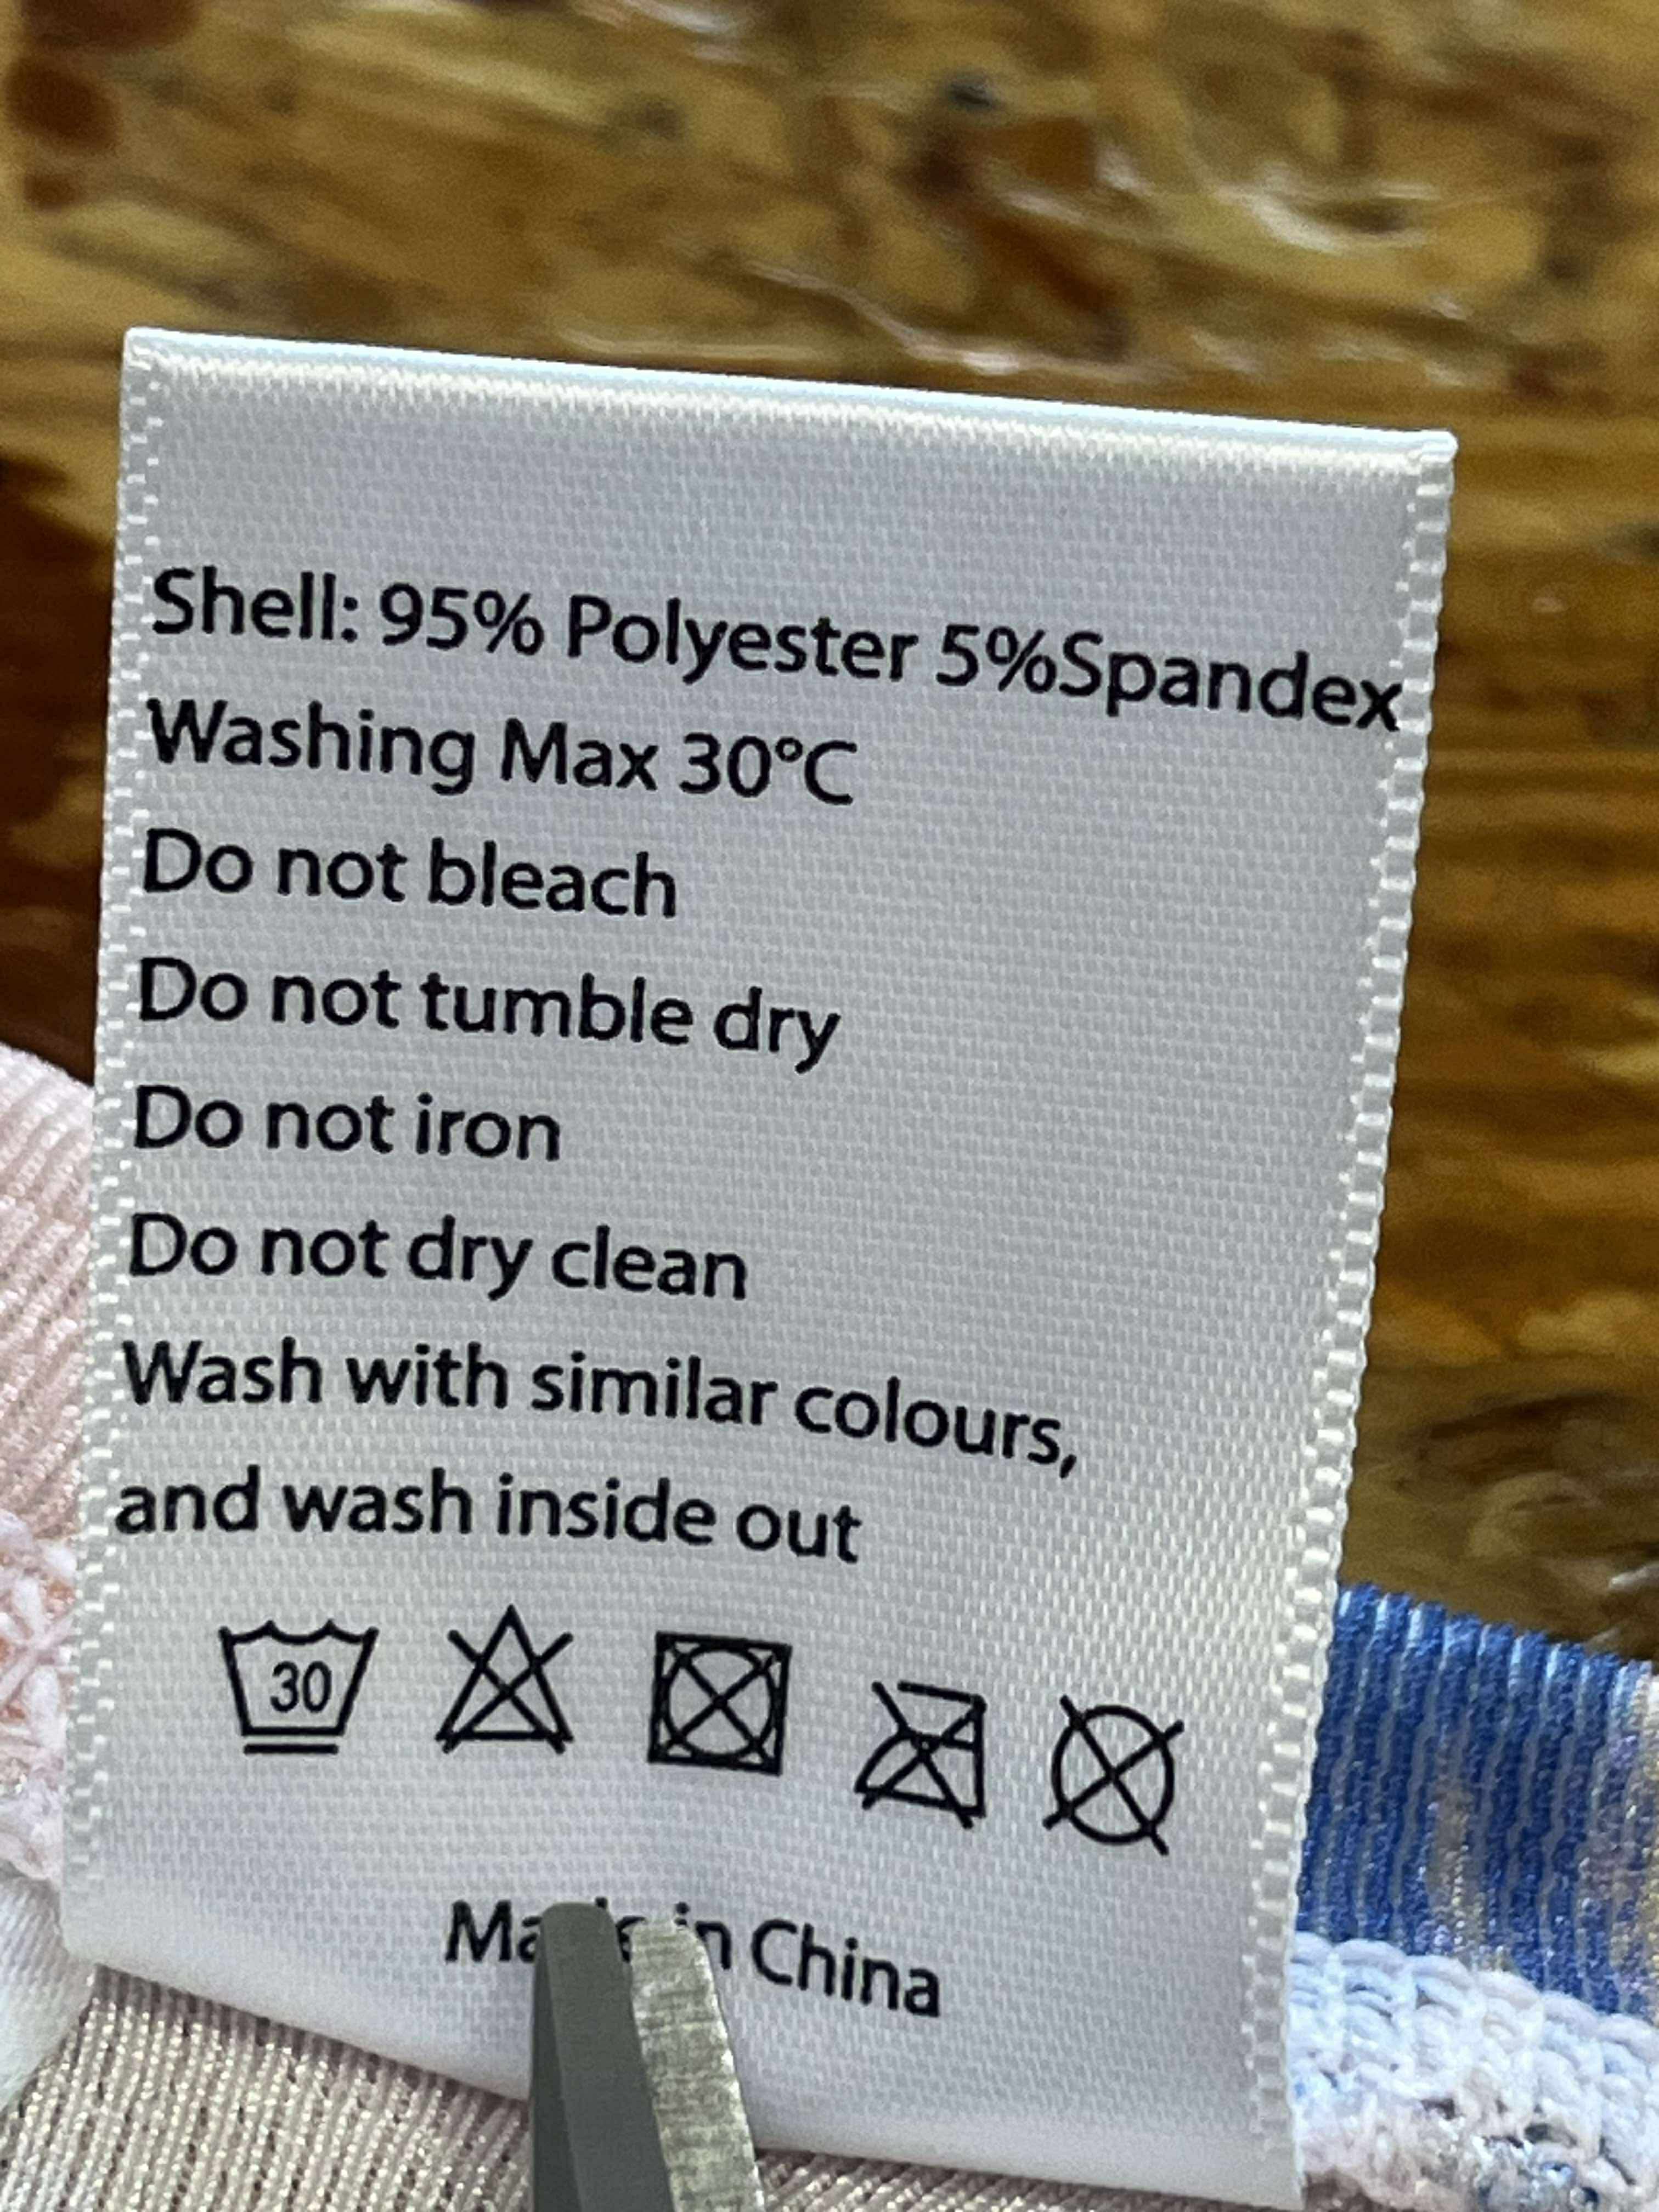 Shell: 95% Polyester 5%Spandex
Washing Max 30°C
Do not bleach
Do not tumble dry
Do not iron
Do not dry clean
Wash with similar colours,
and wash inside out
30
in China